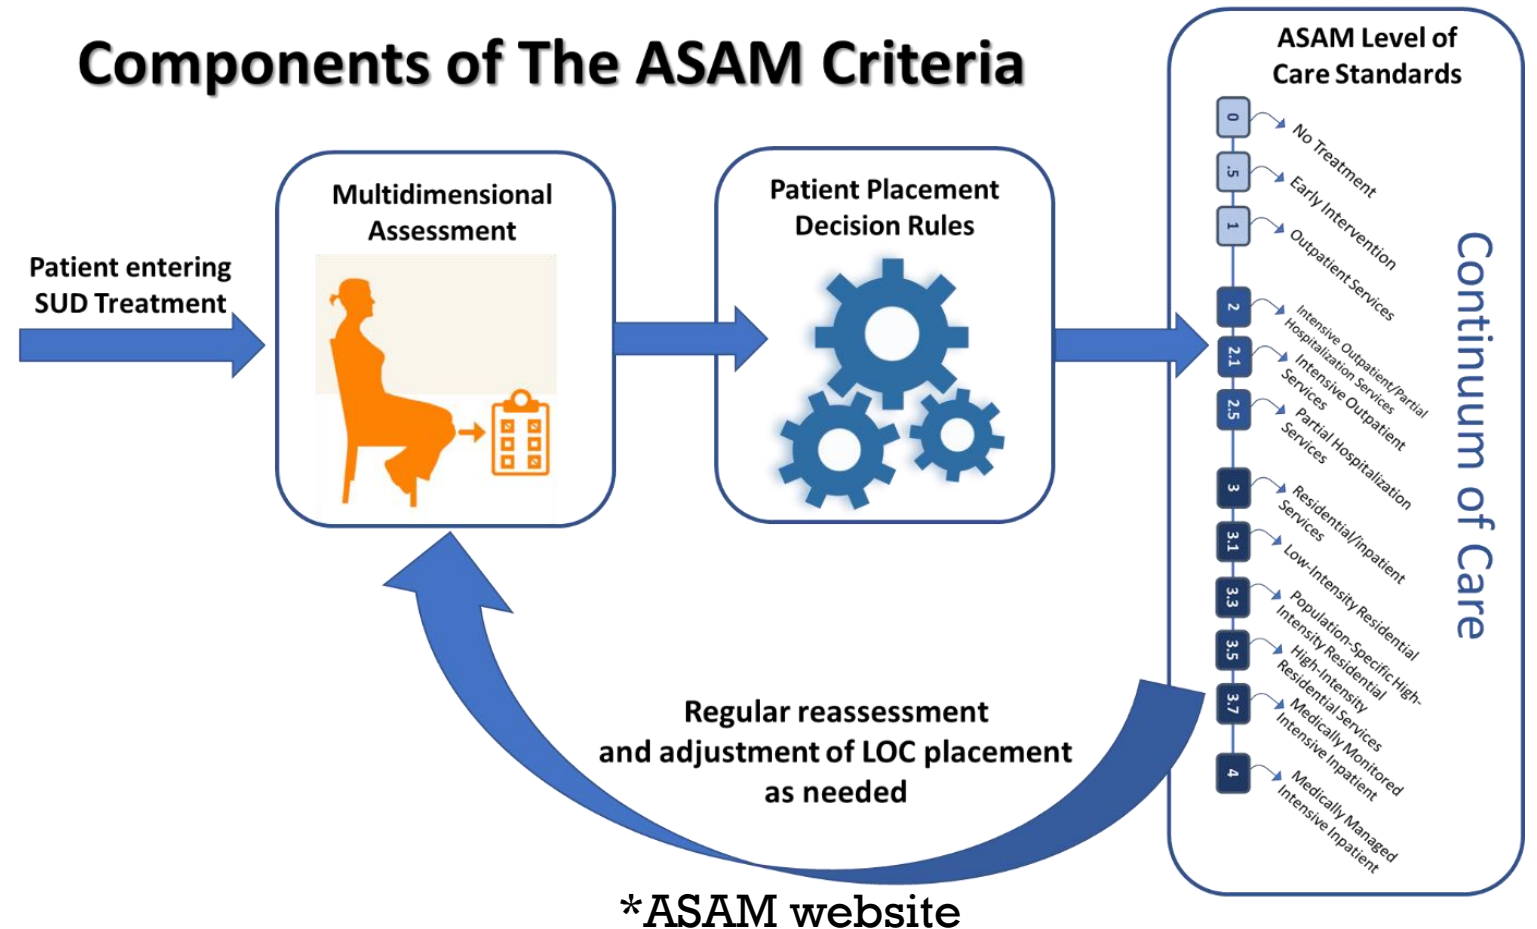 Components of The ASAM Criteria
Patient entering
SUD Treatment
Multidimensional
Assessment
Patient Placement
Decision Rules
ASAM Level of
Care Standards
0
No Treatment
.5
Early Intervention
1
Outpatient Services
2
Intensive Outpatient/Partial
Hospitalization Services
2.1
Intensive Outpatient
Services
2.5
Partial Hospitalization
Services
3
Residential/inpatient
Services
3.1
Low-Intensity Residential
3.3
Population-Specific High-
Intensity Residential
3.5
High-Intensity
Residential Services
3.7
Medically Monitored
Intensive Inpatient
4
Medically Managed
Intensive Inpatient
Continuum of Care
Regular reassessment
and adjustment of LOC placement
as needed
*ASAM website